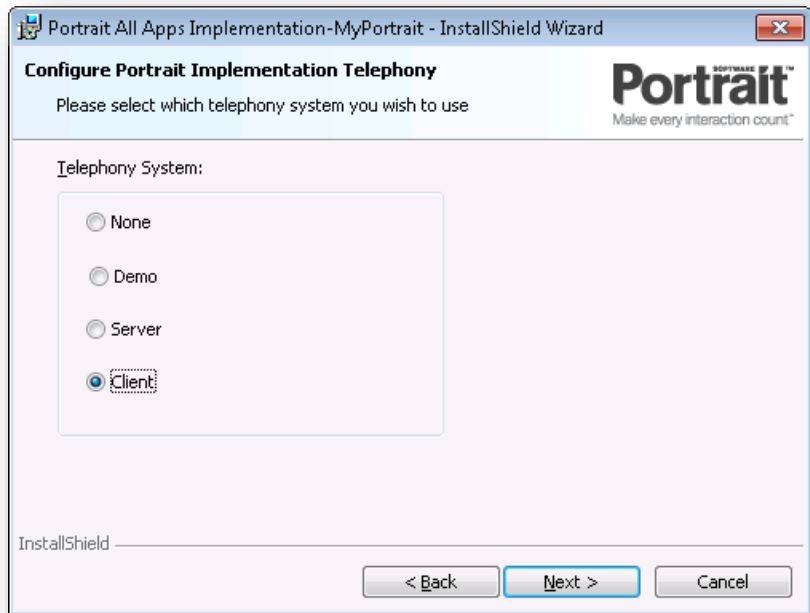 Portrait All Apps Implementation-MyPortrait - InstallShield Wizard
Configure Portrait Implementation Telephony
Please select which telephony system you wish to use
SOFTWARE
Portrait™
Make every interaction count™
Telephony System:
None
Demo
Server
Client
InstallShield
< Back
Next >
Cancel